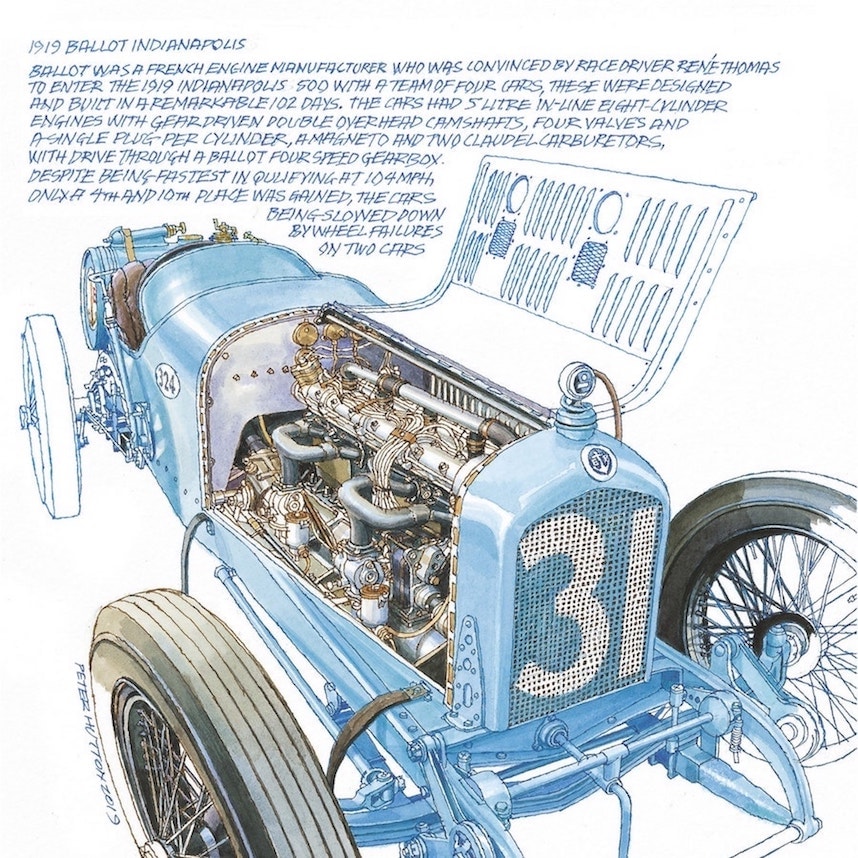 1919 BALLOT INDIANAPOLIS
BALLOT WAS A FRENCH ENGINE MANUFACTURER WHO WAS CONVINCED BY RACE DRIVER RENÉ THOMAS
TO ENTER THE 1919 INDIANAPOLIS 500 WITH A TEAM OF FOUR CARS, THESE WERE DESIGNED
AND BUILT IN A REMARKABLE 102 DAYS. THE CARS HAD 5 LITRE IN-LINE EIGHT-CYLINDER
ENGINES WITH GEAR DRIVEN DOUBLE OVERHEAD CAMSHAFTS, FOUR VALVES AND
A SINGLE PLUG PER CYLINDER, A MAGNETO AND TWO CLAUDEL CARBURETORS,
WITH DRIVE THROUGH A BALLOT FOUR SPEED GEARBOX.
DESPITE BEING FASTEST IN QULIFYING AT 104 MPH,
ONLY A 4TH AND 10TH PLACE WAS GAINED, THE CARS
BEING SLOWED DOWN
BY WHEEL FAILURES
ON TWO CARS
324
31
PETER HUTTON 2019